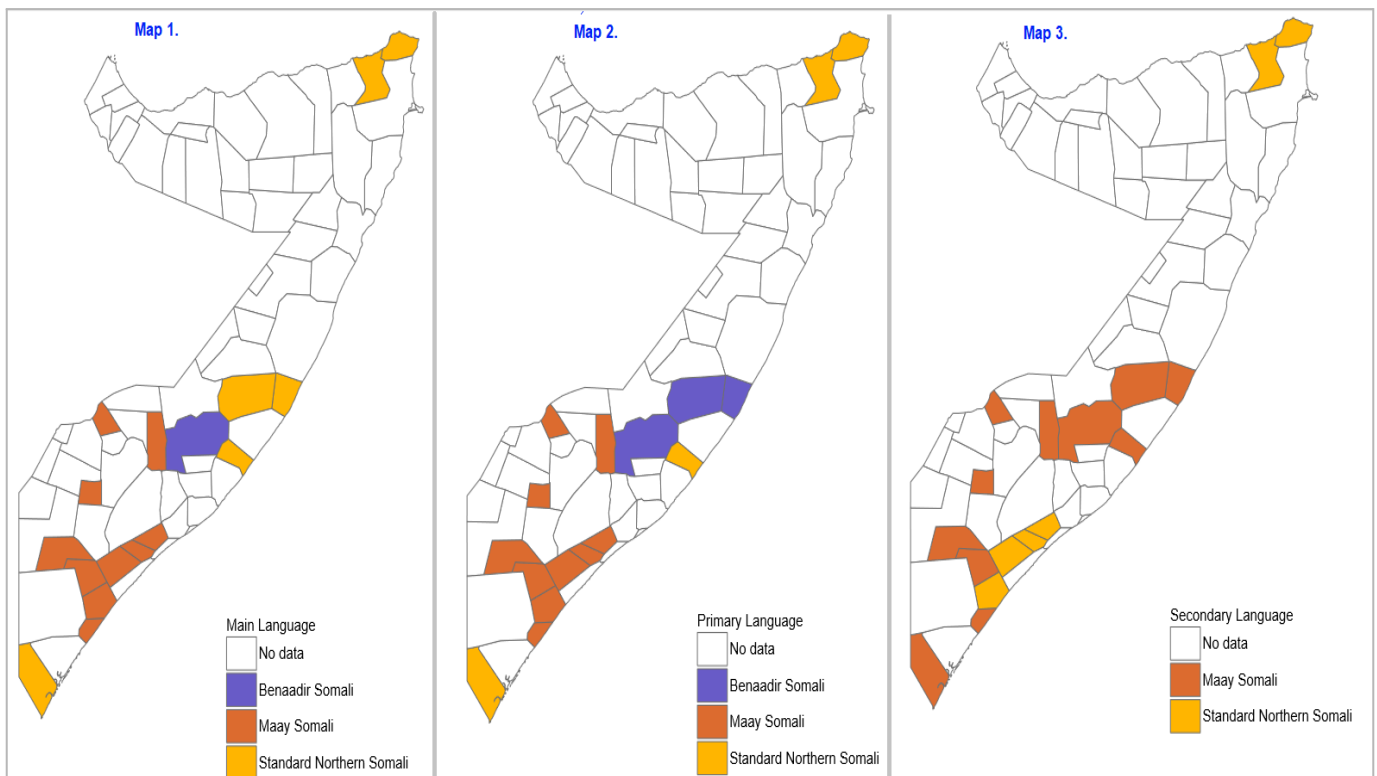 Map 1.
Map 2.
Map 3.
Main Language
No data
Benaadir Somali
Maay Somali
Standard Northern Somali
Primary Language
No data
Benaadir Somali
Maay Somali
Standard Northern Somali
Secondary Language
No data
Maay Somali
Standard Northern Somali